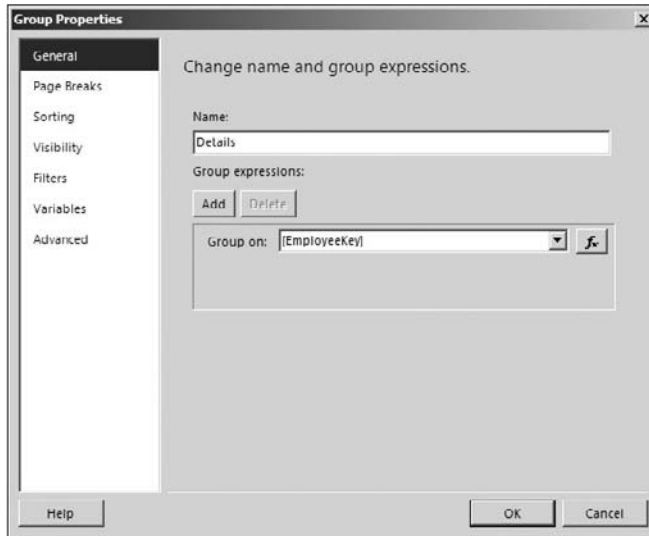 Group Properties
General
Page Breaks
Sorting
Visibility
Filters
Variables
Advanced
Change name and group expressions.
Name:
Details
Group expressions:
Add Delete
Group on: [EmployeeKey] fx
Help OK Cancel